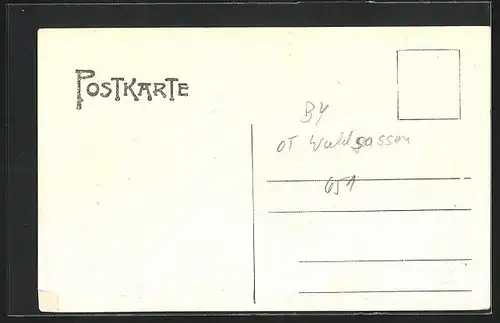 POSTKARTE
BY
OT Waldsassen
651